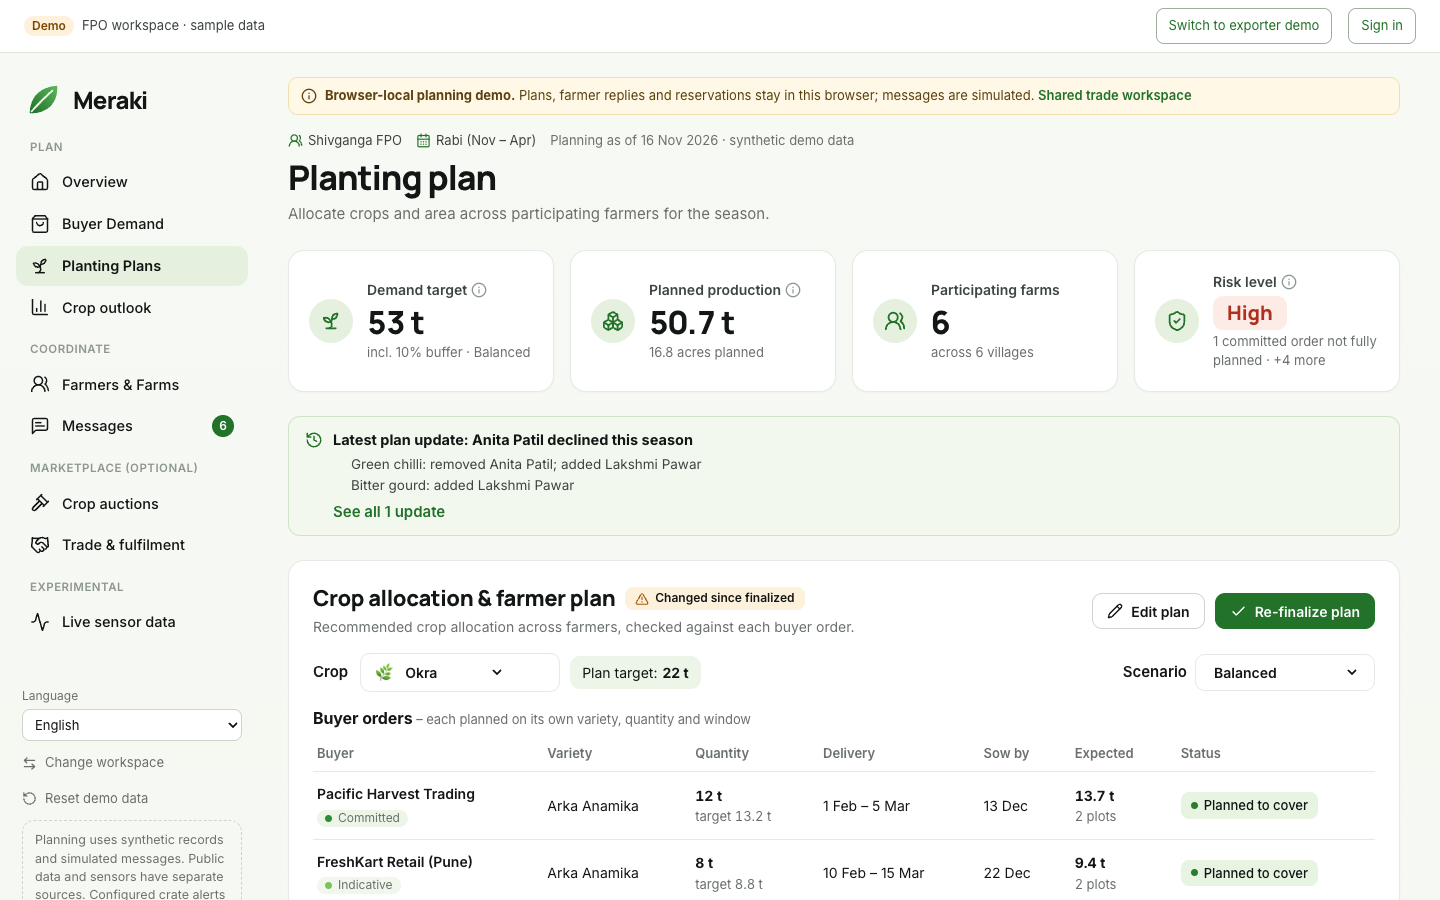 Demo FPO workspace · sample data
Switch to exporter demo
Sign in
Meraki
PLAN
Overview
Buyer Demand
Planting Plans
Crop outlook
COORDINATE
Farmers & Farms
Messages 6
MARKETPLACE (OPTIONAL)
Crop auctions
Trade & fulfilment
EXPERIMENTAL
Live sensor data
Language
English
Change workspace
Reset demo data
Planning uses synthetic records
and simulated messages. Public
data and sensors have separate
sources. Configured crate alerts
Browser-local planning demo. Plans, farmer replies and reservations stay in this browser; messages are simulated. Shared trade workspace
Shivganga FPO Rabi (Nov – Apr) Planning as of 16 Nov 2026 · synthetic demo data
Planting plan
Allocate crops and area across participating farmers for the season.
Demand target
53 t
incl. 10% buffer · Balanced
Planned production
50.7 t
16.8 acres planned
Participating farms
6
across 6 villages
Risk level
High
1 committed order not fully
planned · +4 more
Latest plan update: Anita Patil declined this season
Green chilli: removed Anita Patil; added Lakshmi Pawar
Bitter gourd: added Lakshmi Pawar
See all 1 update
Crop allocation & farmer plan Changed since finalized
Recommended crop allocation across farmers, checked against each buyer order.
Edit plan
Re-finalize plan
Crop Okra Plan target: 22 t
Scenario Balanced
Buyer orders – each planned on its own variety, quantity and window
Buyer Variety Quantity Delivery Sow by Expected Status
Pacific Harvest Trading Arka Anamika 12 t 1 Feb – 5 Mar 13 Dec 13.7 t Planned to cover
Committed target 13.2 t 2 plots
FreshKart Retail (Pune) Arka Anamika 8 t 10 Feb – 15 Mar 22 Dec 9.4 t Planned to cover
Indicative target 8.8 t 2 plots